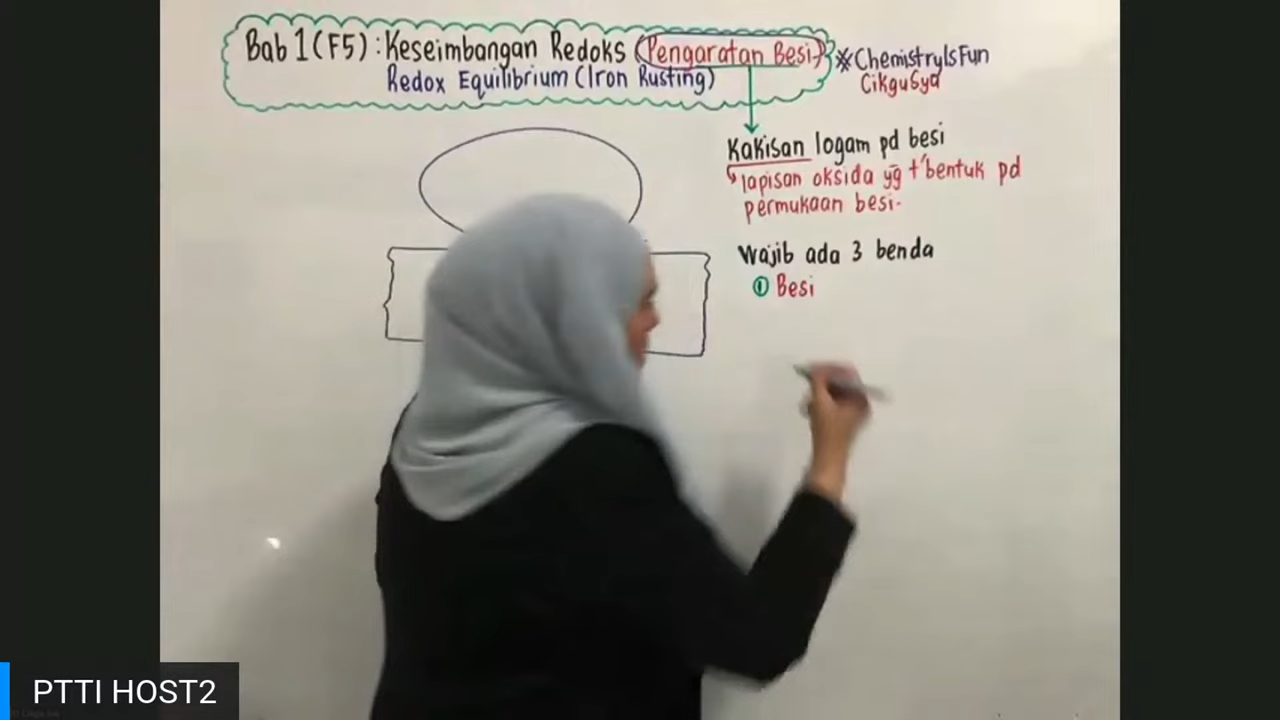 Bab 1 (F5) : Keseimbangan Redoks (Pengaratan Besi)
Redox Equilibrium (Iron Rusting)
#ChemistryIsFun
CikguSya
Kakisan logam pd besi
lapisan oksida yg t'bentuk pd
permukaan besi.
Wajib ada 3 benda
① Besi
PTTI HOST2